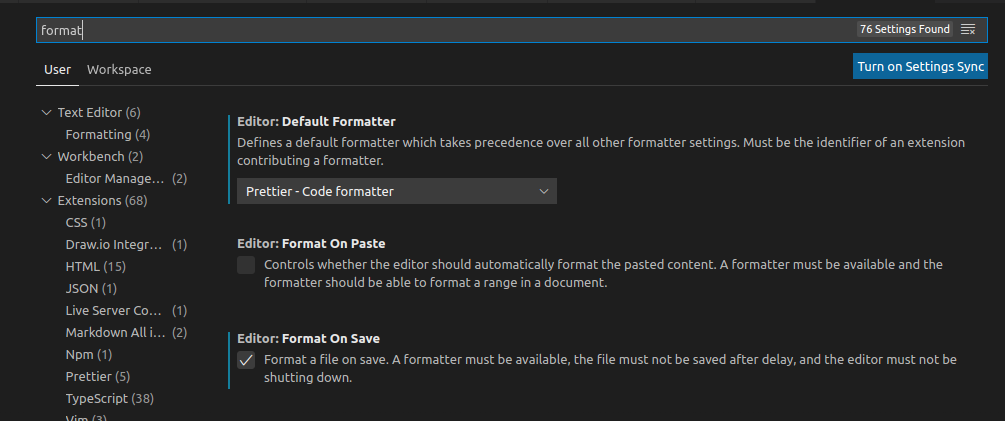 format
76 Settings Found
User
Workspace
Turn on Settings Sync
Text Editor (6)
Formatting (4)
Workbench (2)
Editor Manage... (2)
Extensions (68)
CSS (1)
Draw.io Integr... (1)
HTML (15)
JSON (1)
Live Server Co... (1)
Markdown All i... (2)
Npm (1)
Prettier (5)
TypeScript (38)
Vim (3)
Editor: Default Formatter
Defines a default formatter which takes precedence over all other formatter settings. Must be the identifier of an extension
contributing a formatter.
Prettier - Code formatter
Editor: Format On Paste
Controls whether the editor should automatically format the pasted content. A formatter must be available and the
formatter should be able to format a range in a document.
Editor: Format On Save
Format a file on save. A formatter must be available, the file must not be saved after delay, and the editor must not be
shutting down.